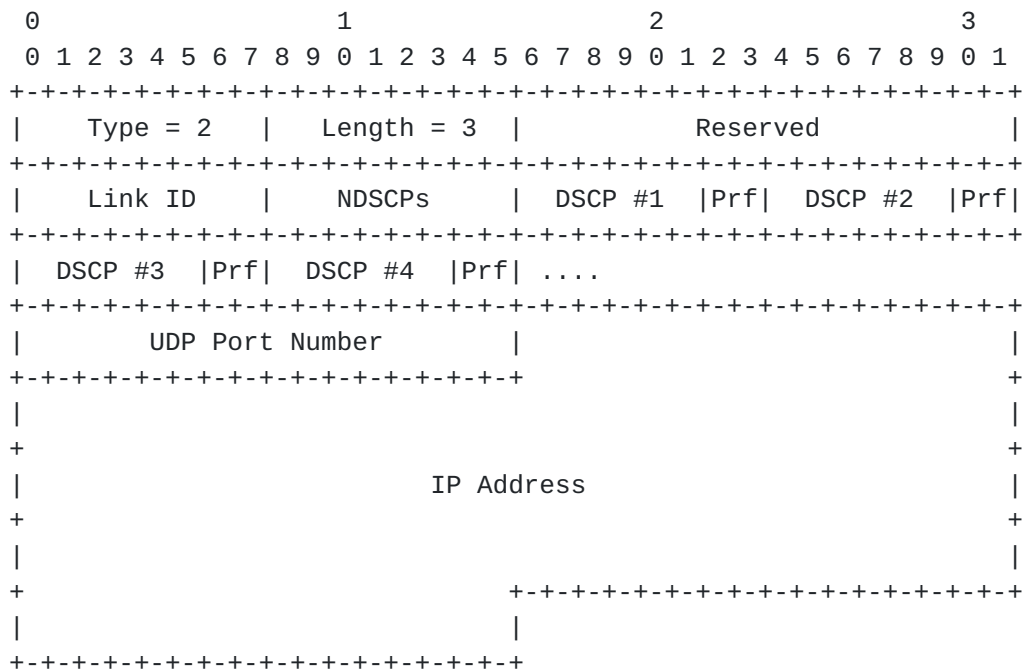 0                   1                   2                   3
 0 1 2 3 4 5 6 7 8 9 0 1 2 3 4 5 6 7 8 9 0 1 2 3 4 5 6 7 8 9 0 1
+-+-+-+-+-+-+-+-+-+-+-+-+-+-+-+-+-+-+-+-+-+-+-+-+-+-+-+-+-+-+-+-+
|    Type = 2   |   Length = 3  |           Reserved            |
+-+-+-+-+-+-+-+-+-+-+-+-+-+-+-+-+-+-+-+-+-+-+-+-+-+-+-+-+-+-+-+-+
|    Link ID    |    NDSCPs     |  DSCP #1  |Prf|  DSCP #2  |Prf|
+-+-+-+-+-+-+-+-+-+-+-+-+-+-+-+-+-+-+-+-+-+-+-+-+-+-+-+-+-+-+-+-+
|  DSCP #3  |Prf|  DSCP #4  |Prf| ....
+-+-+-+-+-+-+-+-+-+-+-+-+-+-+-+-+-+-+-+-+-+-+-+-+-+-+-+-+-+-+-+-+
|        UDP Port Number        |                               |
+-+-+-+-+-+-+-+-+-+-+-+-+-+-+-+-+                               +
|                                                               |
+                                                               +
|                          IP Address                           |
+                                                               +
|                                                               |
+                               +-+-+-+-+-+-+-+-+-+-+-+-+-+-+-+-+
|                               |
+-+-+-+-+-+-+-+-+-+-+-+-+-+-+-+-+